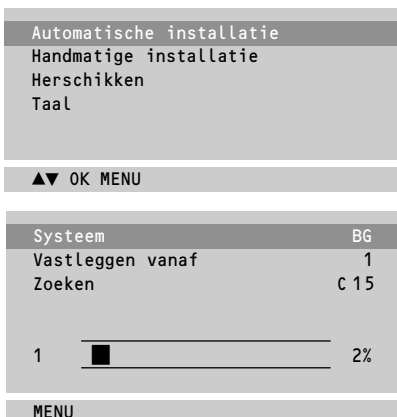 Automatische installatie
Handmatige installatie
Herschikken
Taal
▲▼ OK MENU
Systeem BG
Vastleggen vanaf 1
Zoeken C 15
1 2%
MENU